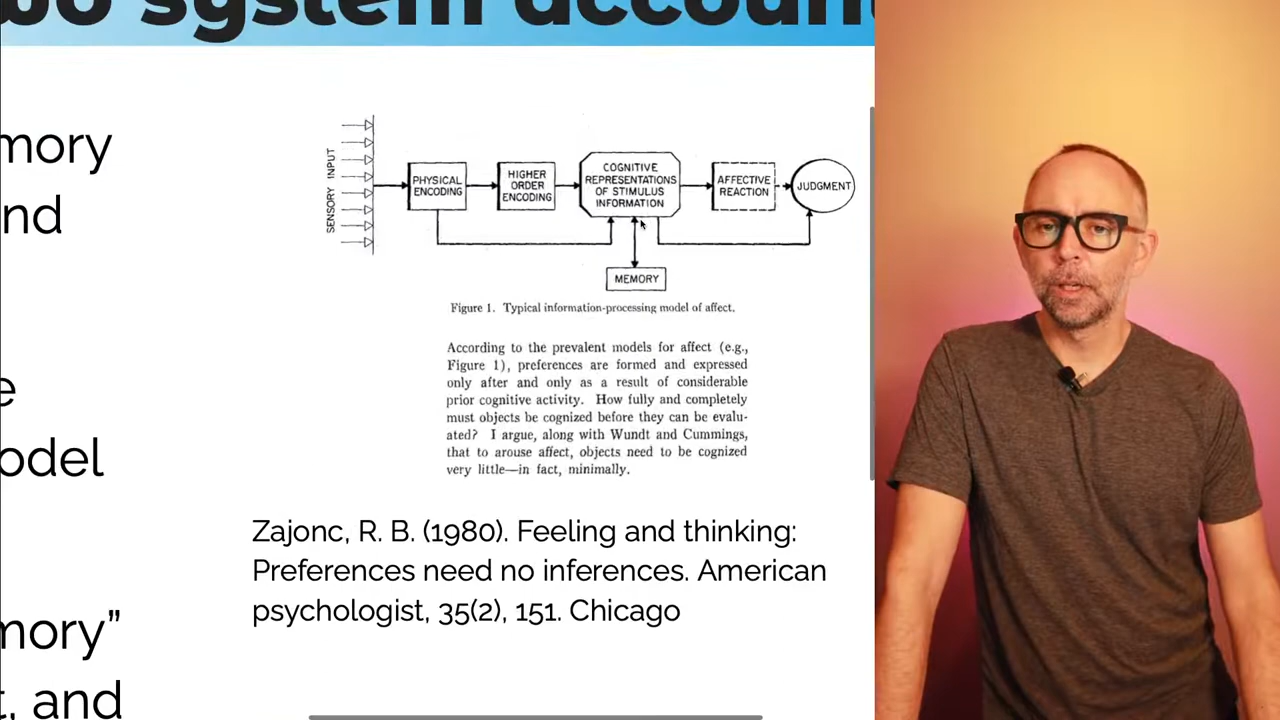 wo system account
mory
nd
e
odel
mory”
t, and
SENSORY INPUT
PHYSICAL
ENCODING
HIGHER
ORDER
ENCODING
COGNITIVE
REPRESENTATIONS
OF STIMULUS
INFORMATION
AFFECTIVE
REACTION
JUDGMENT
MEMORY
Figure 1. Typical information-processing model of affect.
According to the prevalent models for affect (e.g.,
Figure 1), preferences are formed and expressed
only after and only as a result of considerable
prior cognitive activity. How fully and completely
must objects be cognized before they can be evalu-
ated? I argue, along with Wundt and Cummings,
that to arouse affect, objects need to be cognized
very little—in fact, minimally.
Zajonc, R. B. (1980). Feeling and thinking:
Preferences need no inferences. American
psychologist, 35(2), 151. Chicago